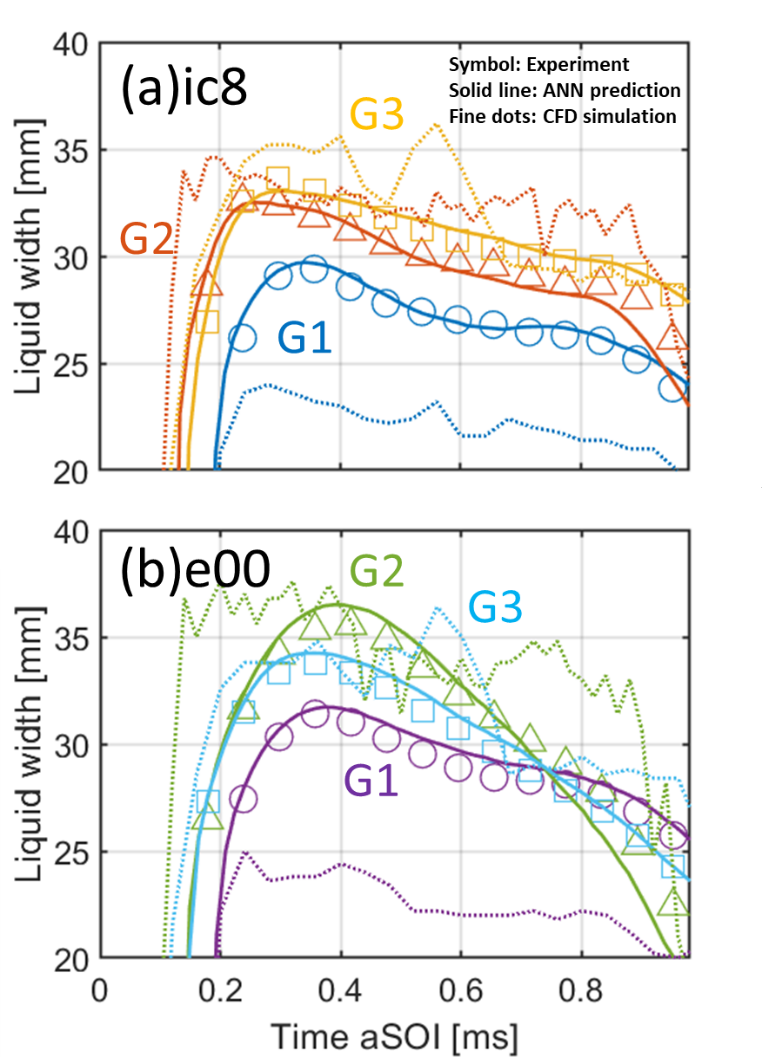 40
(a)ic8
Symbol: Experiment
Solid line: ANN prediction
Fine dots: CFD simulation
G3
35
G2
30
G1
25
20
Liquid width [mm]
40
(b)e00
G2
G3
35
30
G1
25
20
Liquid width [mm]
0 0.2 0.4 0.6 0.8
Time aSOI [ms]